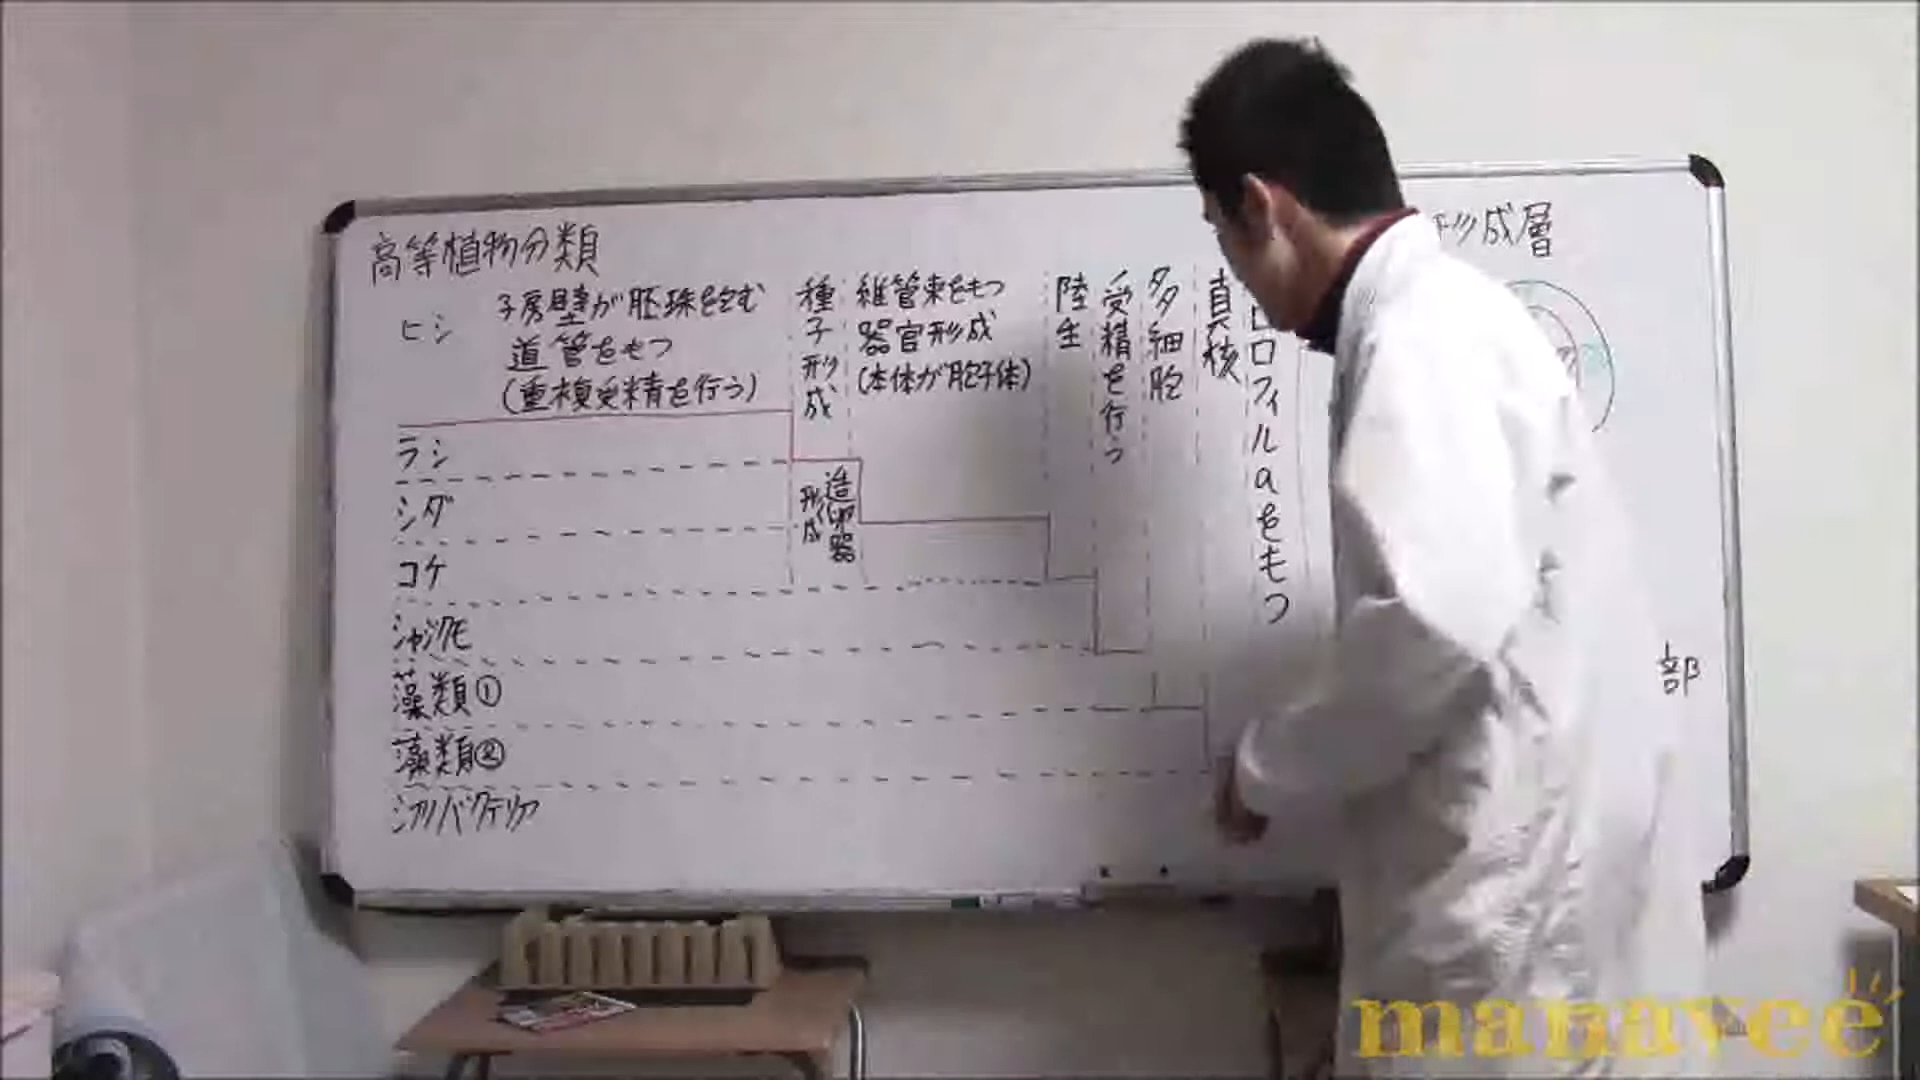 高等植物分類
ヒシ
子房壁が胚珠を包む
道管をもつ
(重複受精を行う)
種子形成
維管束をもつ
器官形成
(本体が胞子体)
陸生
受精を行う
多細胞
真核
ロロフィルaをもつ
形成層
ラシ
シダ
造卵器
形成
コケ
シャジクモ
藻類①
藻類②
シアノバクテリア
部
manavee